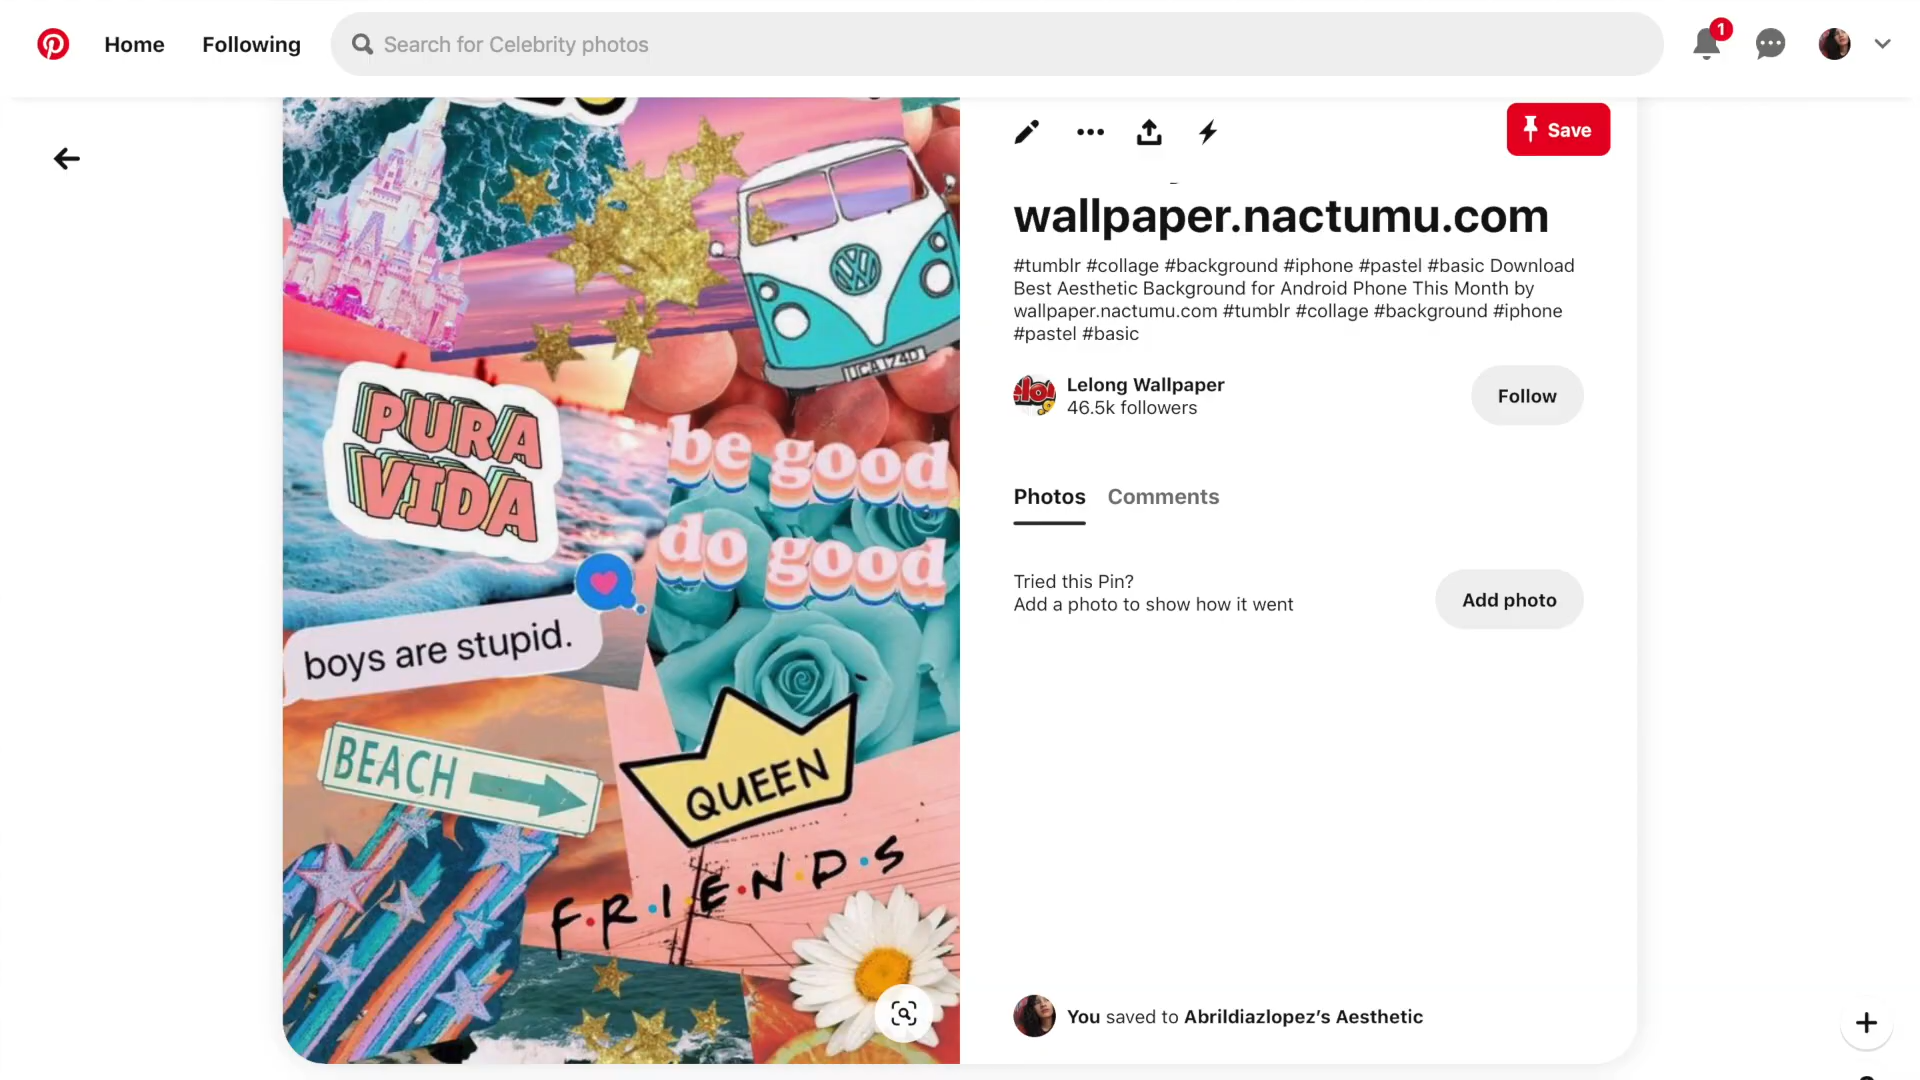 Home
Following
Search for Celebrity photos
1
Save
wallpaper.nactumu.com
#tumblr #collage #background #iphone #pastel #basic Download
Best Aesthetic Background for Android Phone This Month by
wallpaper.nactumu.com #tumblr #collage #background #iphone
#pastel #basic
Lelong Wallpaper
46.5k followers
Follow
Photos
Comments
Tried this Pin?
Add a photo to show how it went
Add photo
You saved to Abrildiazlopez’s Aesthetic
PURA
VIDA
be good
do good
boys are stupid.
BEACH
QUEEN
F·R·I·E·N·D·S